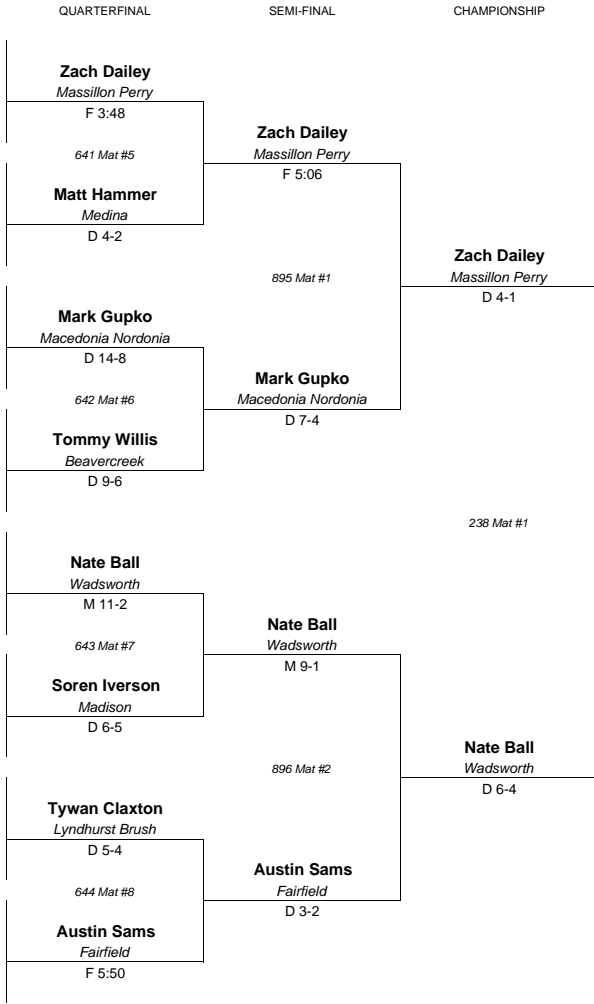 QUARTERFINAL SEMI-FINAL CHAMPIONSHIP
Zach Dailey
Massillon Perry
F 3:48
641 Mat #5
Matt Hammer
Medina
D 4-2
Mark Gupko
Macedonia Nordonia
D 14-8
642 Mat #6
Tommy Willis
Beavercreek
D 9-6
Nate Ball
Wadsworth
M 11-2
643 Mat #7
Soren Iverson
Madison
D 6-5
Tywan Claxton
Lyndhurst Brush
D 5-4
644 Mat #8
Austin Sams
Fairfield
F 5:50
Zach Dailey
Massillon Perry
F 5:06
895 Mat #1
Mark Gupko
Macedonia Nordonia
D 7-4
Nate Ball
Wadsworth
M 9-1
896 Mat #2
Austin Sams
Fairfield
D 3-2
Zach Dailey
Massillon Perry
D 4-1
238 Mat #1
Nate Ball
Wadsworth
D 6-4